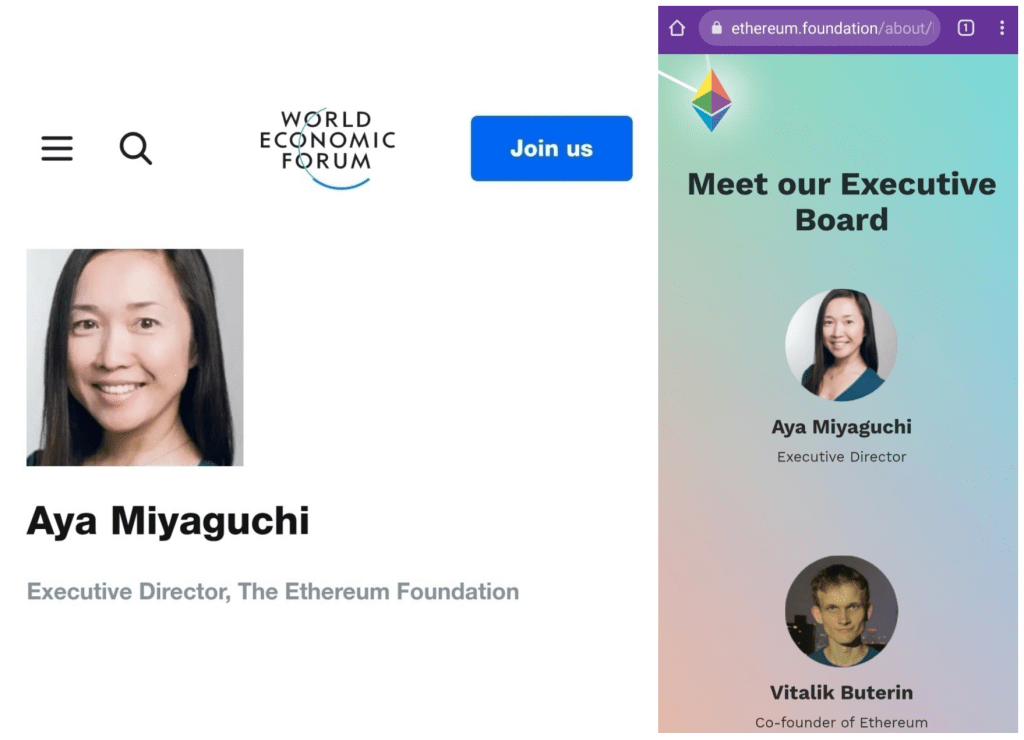 WORLD
ECONOMIC
FORUM
Join us
Aya Miyaguchi
Executive Director, The Ethereum Foundation
ethereum.foundation/about/
1
Meet our Executive
Board
Aya Miyaguchi
Executive Director
Vitalik Buterin
Co-founder of Ethereum